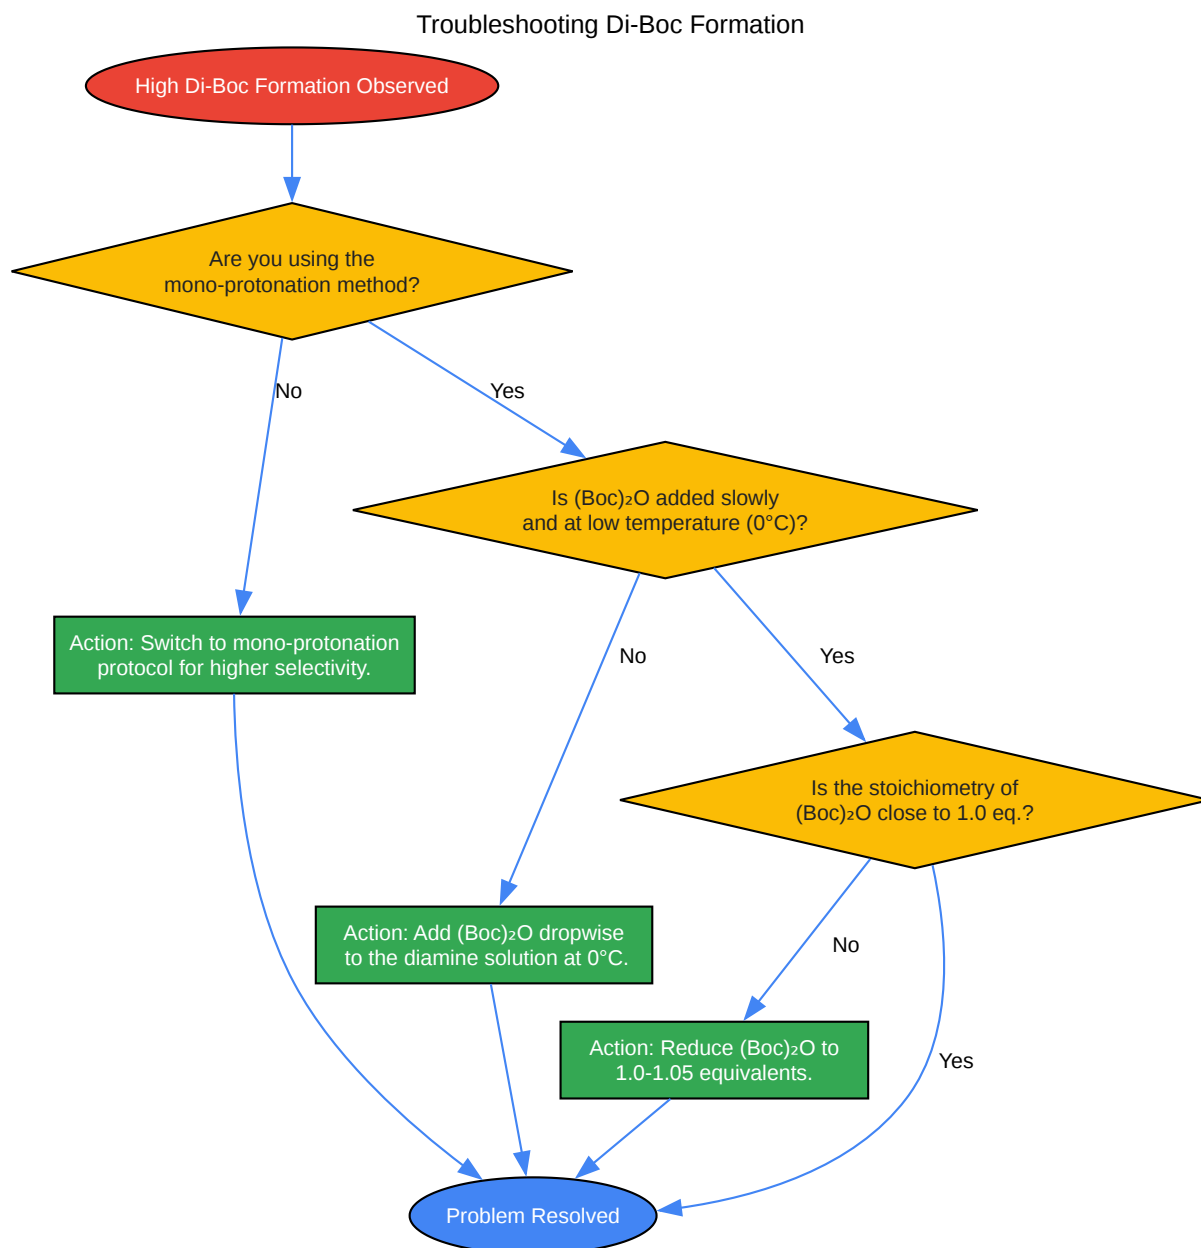 Troubleshooting Di-Boc Formation
High Di-Boc Formation Observed
Are you using the
mono-protonation method?
No
Yes
Is (Boc)₂O added slowly
and at low temperature (0°C)?
Action: Switch to mono-protonation
protocol for higher selectivity.
No
Yes
Is the stoichiometry of
(Boc)₂O close to 1.0 eq.?
Action: Add (Boc)₂O dropwise
to the diamine solution at 0°C.
No
Action: Reduce (Boc)₂O to
1.0-1.05 equivalents.
Yes
Problem Resolved